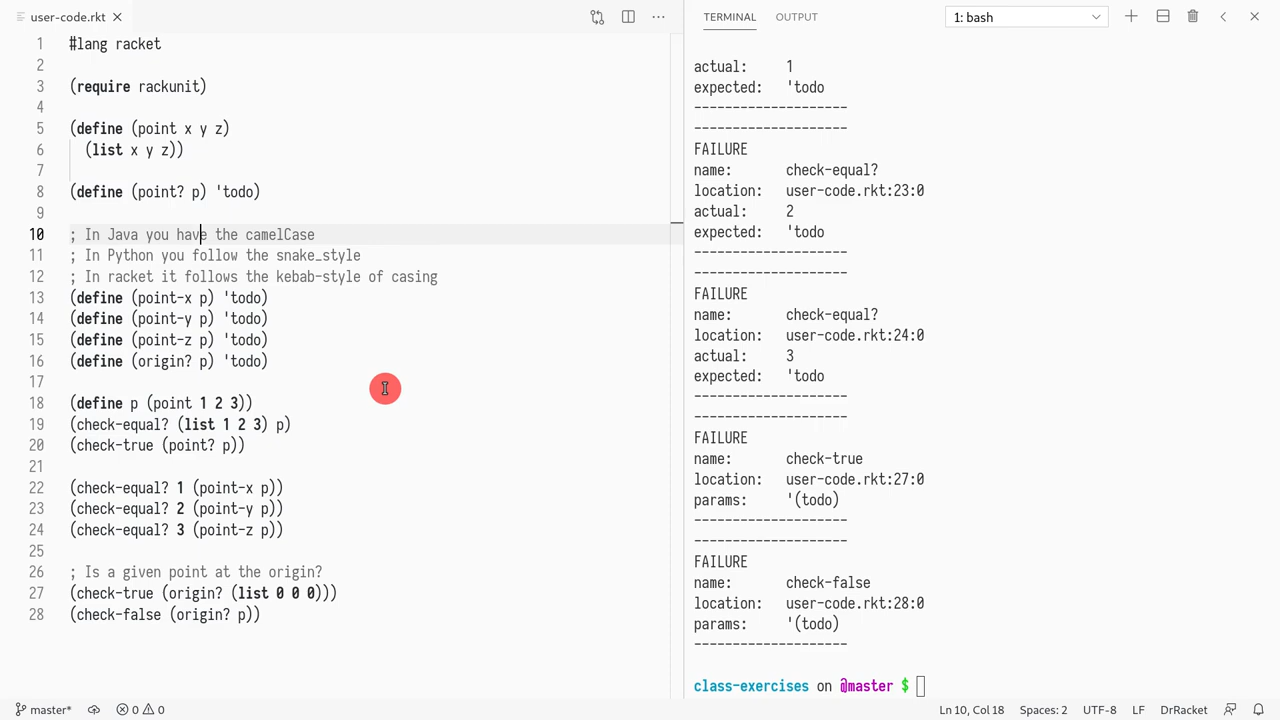 user-code.rkt
1 #lang racket
2
3 (require rackunit)
4
5 (define (point x y z)
6 (list x y z))
7
8 (define (point? p) 'todo)
9
10 ; In Java you have the camelCase
11 ; In Python you follow the snake_style
12 ; In racket it follows the kebab-style of casing
13 (define (point-x p) 'todo)
14 (define (point-y p) 'todo)
15 (define (point-z p) 'todo)
16 (define (origin? p) 'todo)
17
18 (define p (point 1 2 3))
19 (check-equal? (list 1 2 3) p)
20 (check-true (point? p))
21
22 (check-equal? 1 (point-x p))
23 (check-equal? 2 (point-y p))
24 (check-equal? 3 (point-z p))
25
26 ; Is a given point at the origin?
27 (check-true (origin? (list 0 0 0)))
28 (check-false (origin? p))
TERMINAL OUTPUT 1: bash
actual: 1
expected: 'todo
--------------------
--------------------
FAILURE
name: check-equal?
location: user-code.rkt:23:0
actual: 2
expected: 'todo
--------------------
--------------------
FAILURE
name: check-equal?
location: user-code.rkt:24:0
actual: 3
expected: 'todo
--------------------
--------------------
FAILURE
name: check-true
location: user-code.rkt:27:0
params: '(todo)
--------------------
--------------------
FAILURE
name: check-false
location: user-code.rkt:28:0
params: '(todo)
--------------------
class-exercises on @master $
master* 0 0 Ln 10, Col 18 Spaces: 2 UTF-8 LF DrRacket